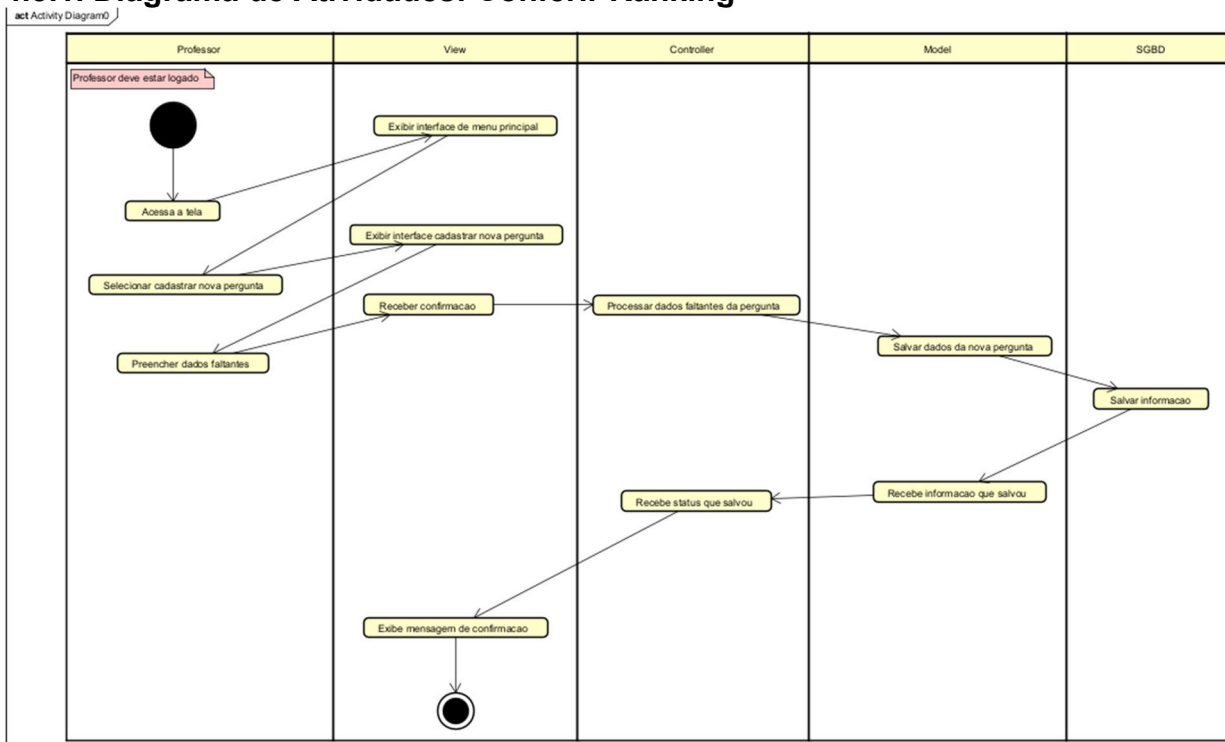 act Activity Diagram0
Professor
View
Controller
Model
SGBD
Professor deve estar logado
Exibir interface de menu principal
Acessa a tela
Exibir interface cadastrar nova pergunta
Selecionar cadastrar nova pergunta
Receber confirmacao
Processar dados faltantes da pergunta
Salvar dados da nova pergunta
Preencher dados faltantes
Salvar informacao
Recebe informacao que salvou
Recebe status que salvou
Exibe mensagem de confirmacao